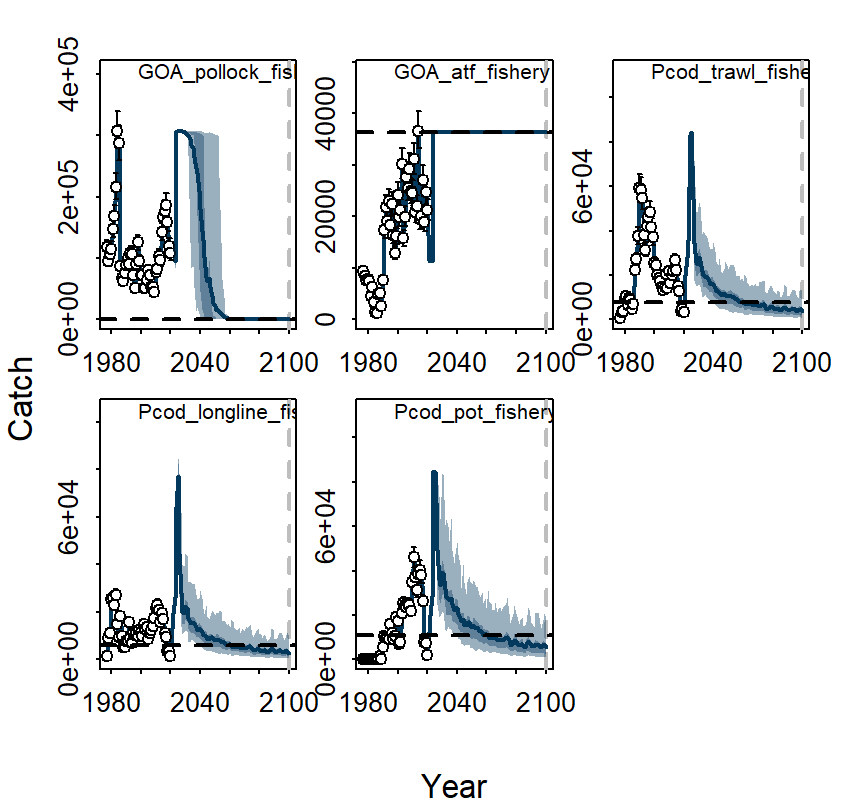 GOA_pollock_fish
GOA_atf_fishery
Pcod_trawl_fishe
0e+00 2e+05 4e+05
0 20000 40000
0e+00 6e+04
1980 2040 2100
1980 2040 2100
1980 2040 2100
Catch
Pcod_longline_fis
Pcod_pot_fishery
0e+00 6e+04
0e+00 6e+04
1980 2040 2100
1980 2040 2100
Year